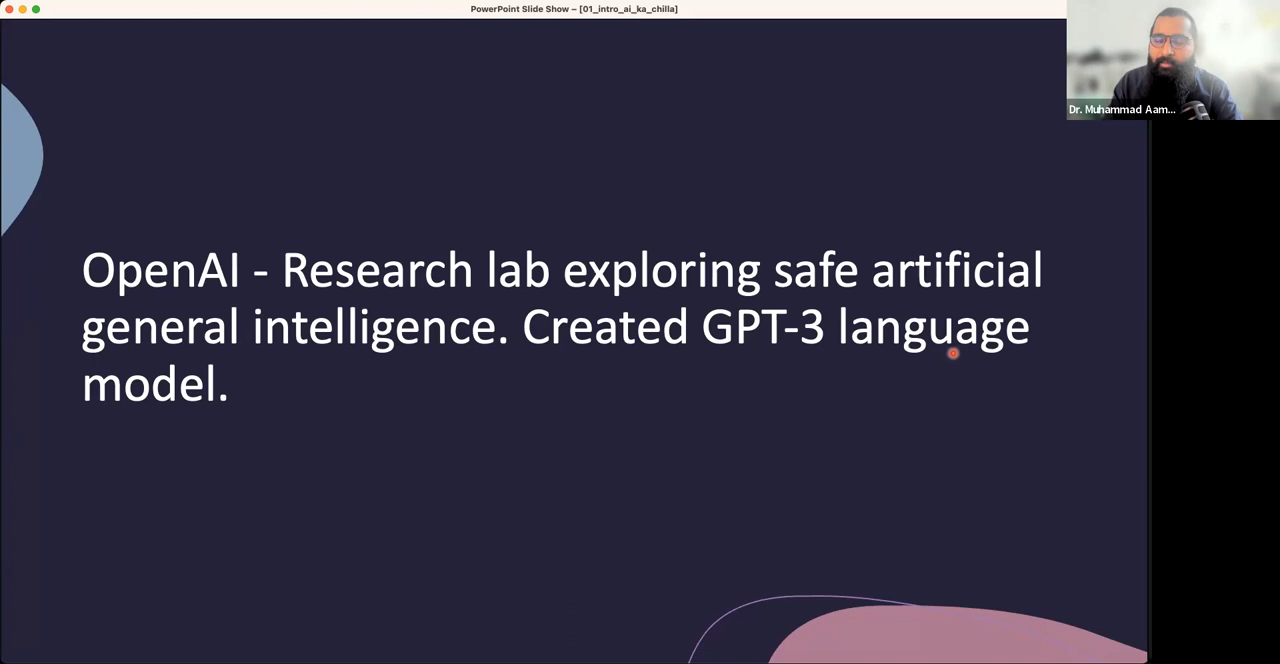 PowerPoint Slide Show – [01_intro_ai_ka_chilla]
Dr. Muhammad Aam...
OpenAI - Research lab exploring safe artificial
general intelligence. Created GPT-3 language
model.